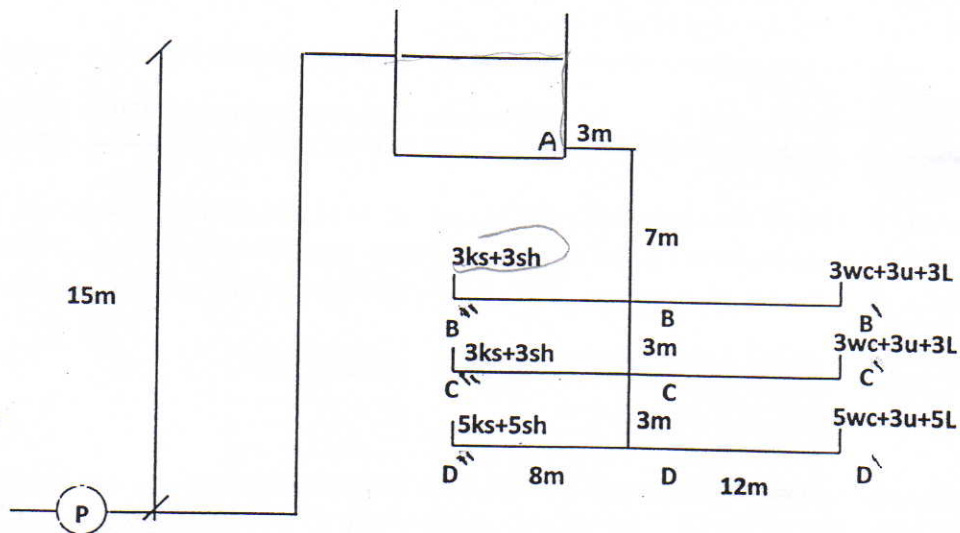 A
3m
7m
15m
3ks+3sh
3wc+3u+3L
B"
B
B'
3ks+3sh
3m
3wc+3u+3L
C"
C
C'
5ks+5sh
3m
5wc+3u+5L
D"
8m
D
12m
D'
P